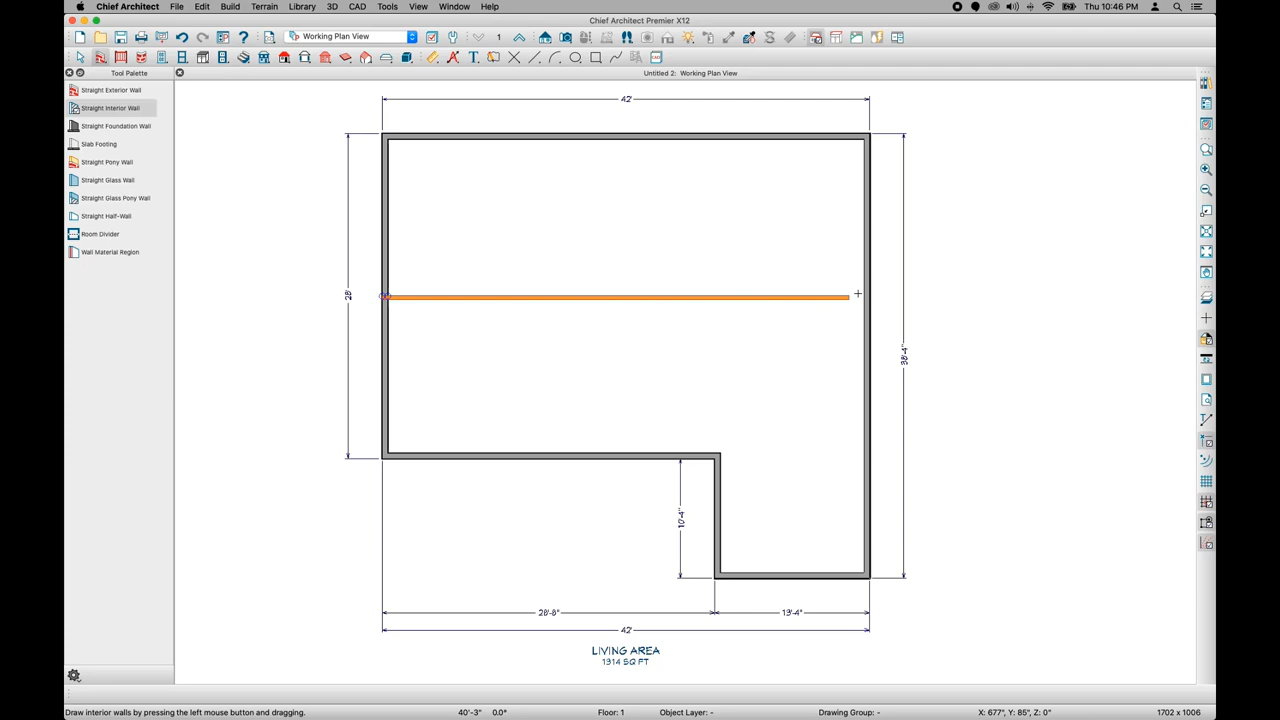 Chief Architect File Edit Build Terrain Library 3D CAD Tools View Window Help Thu 10:46 AM
Chief Architect Premier X12
Working Plan View 1
Tool Palette Untitled 2: Working Plan View
Straight Exterior Wall
Straight Interior Wall
Straight Foundation Wall
Slab Footing
Straight Pony Wall
Straight Glass Wall
Straight Glass Pony Wall
Straight Half-Wall
Room Divider
Wall Material Region
42'
28'
38'-4"
10'-4"
28'-8" 13'-4"
42'
LIVING AREA
1314 SQ FT
Draw interior walls by pressing the left mouse button and dragging. 40'-3" 0.0° Floor: 1 Object Layer: - Drawing Group: - X: 677", Y: 85", Z: 0" 1702 x 1006